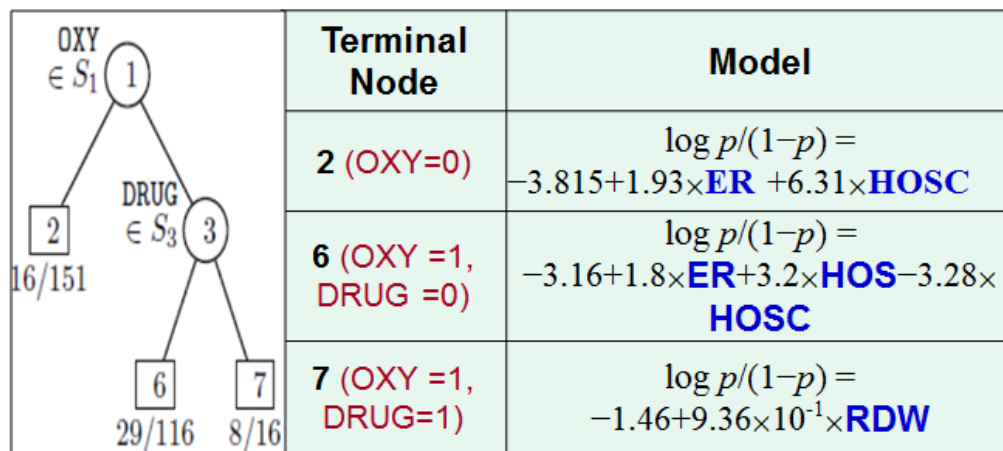 OXY
∈ S₁
1
2
16/151
DRUG
∈ S₃
3
6
29/116
7
8/16
Terminal
Node
Model
2 (OXY=0)
log p/(1−p) =
−3.815+1.93×ER +6.31×HOSC
6 (OXY =1,
DRUG =0)
log p/(1−p) =
−3.16+1.8×ER+3.2×HOS−3.28×
HOSC
7 (OXY =1,
DRUG=1)
log p/(1−p) =
−1.46+9.36×10⁻¹×RDW